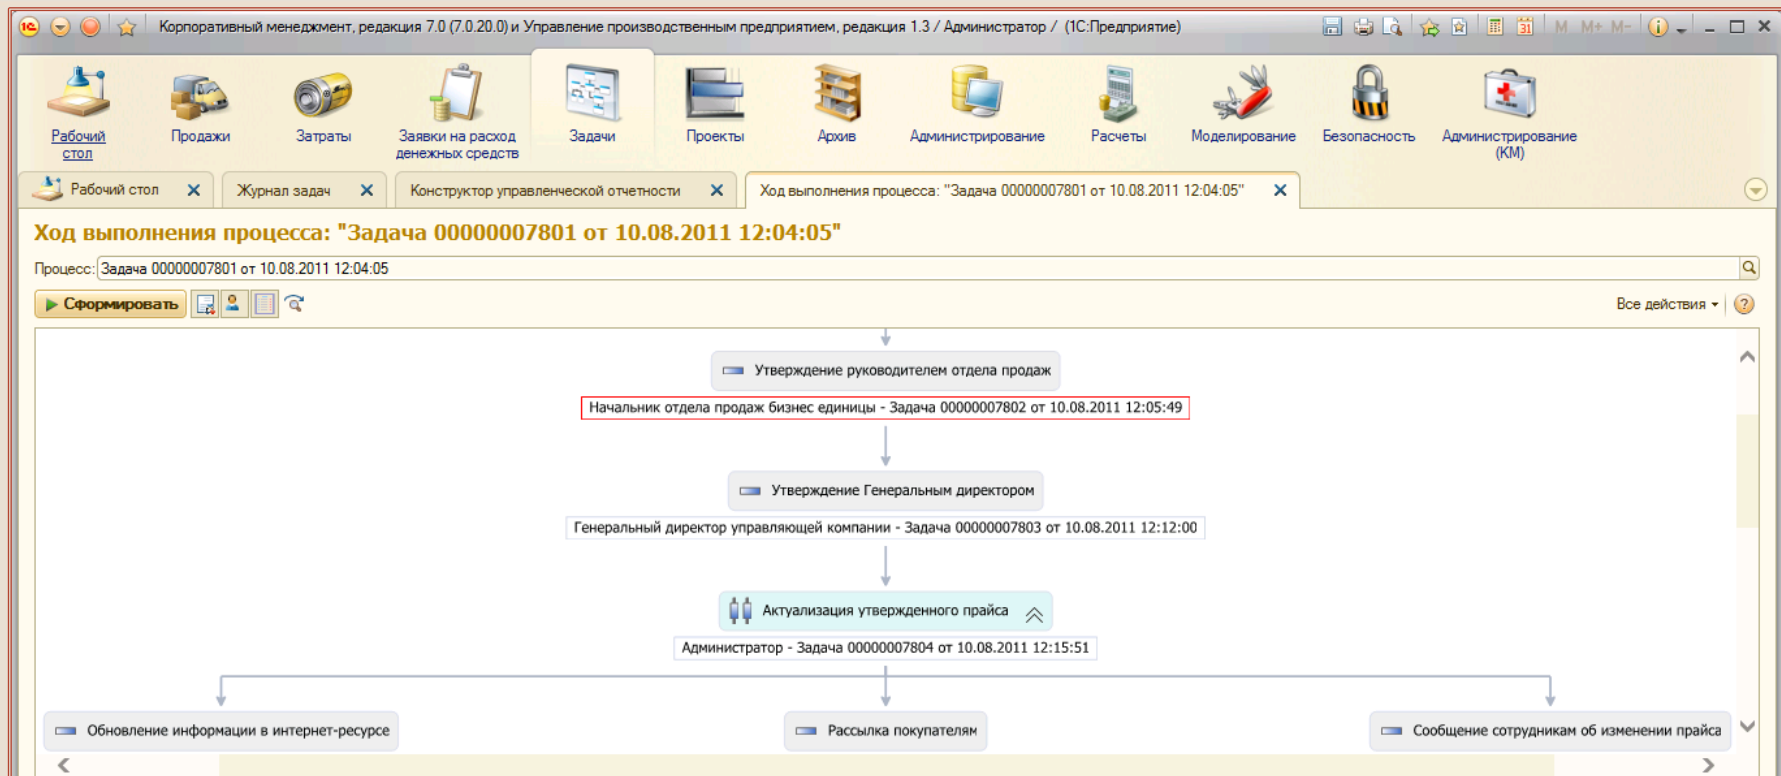 Корпоративный менеджмент, редакция 7.0 (7.0.20.0) и Управление производственным предприятием, редакция 1.3 / Администратор / (1С:Предприятие)
31 M M+ M-
Рабочий стол
Продажи
Затраты
Заявки на расход денежных средств
Задачи
Проекты
Архив
Администрирование
Расчеты
Моделирование
Безопасность
Администрирование (КМ)
Рабочий стол
Журнал задач
Конструктор управленческой отчетности
Ход выполнения процесса: "Задача 00000007801 от 10.08.2011 12:04:05"
Ход выполнения процесса: "Задача 00000007801 от 10.08.2011 12:04:05"
Процесс: Задача 00000007801 от 10.08.2011 12:04:05
Сформировать
Все действия
Утверждение руководителем отдела продаж
Начальник отдела продаж бизнес единицы - Задача 00000007802 от 10.08.2011 12:05:49
Утверждение Генеральным директором
Генеральный директор управляющей компании - Задача 00000007803 от 10.08.2011 12:12:00
Актуализация утвержденного прайса
Администратор - Задача 00000007804 от 10.08.2011 12:15:51
Обновление информации в интернет-ресурсе
Рассылка покупателям
Сообщение сотрудникам об изменении прайса